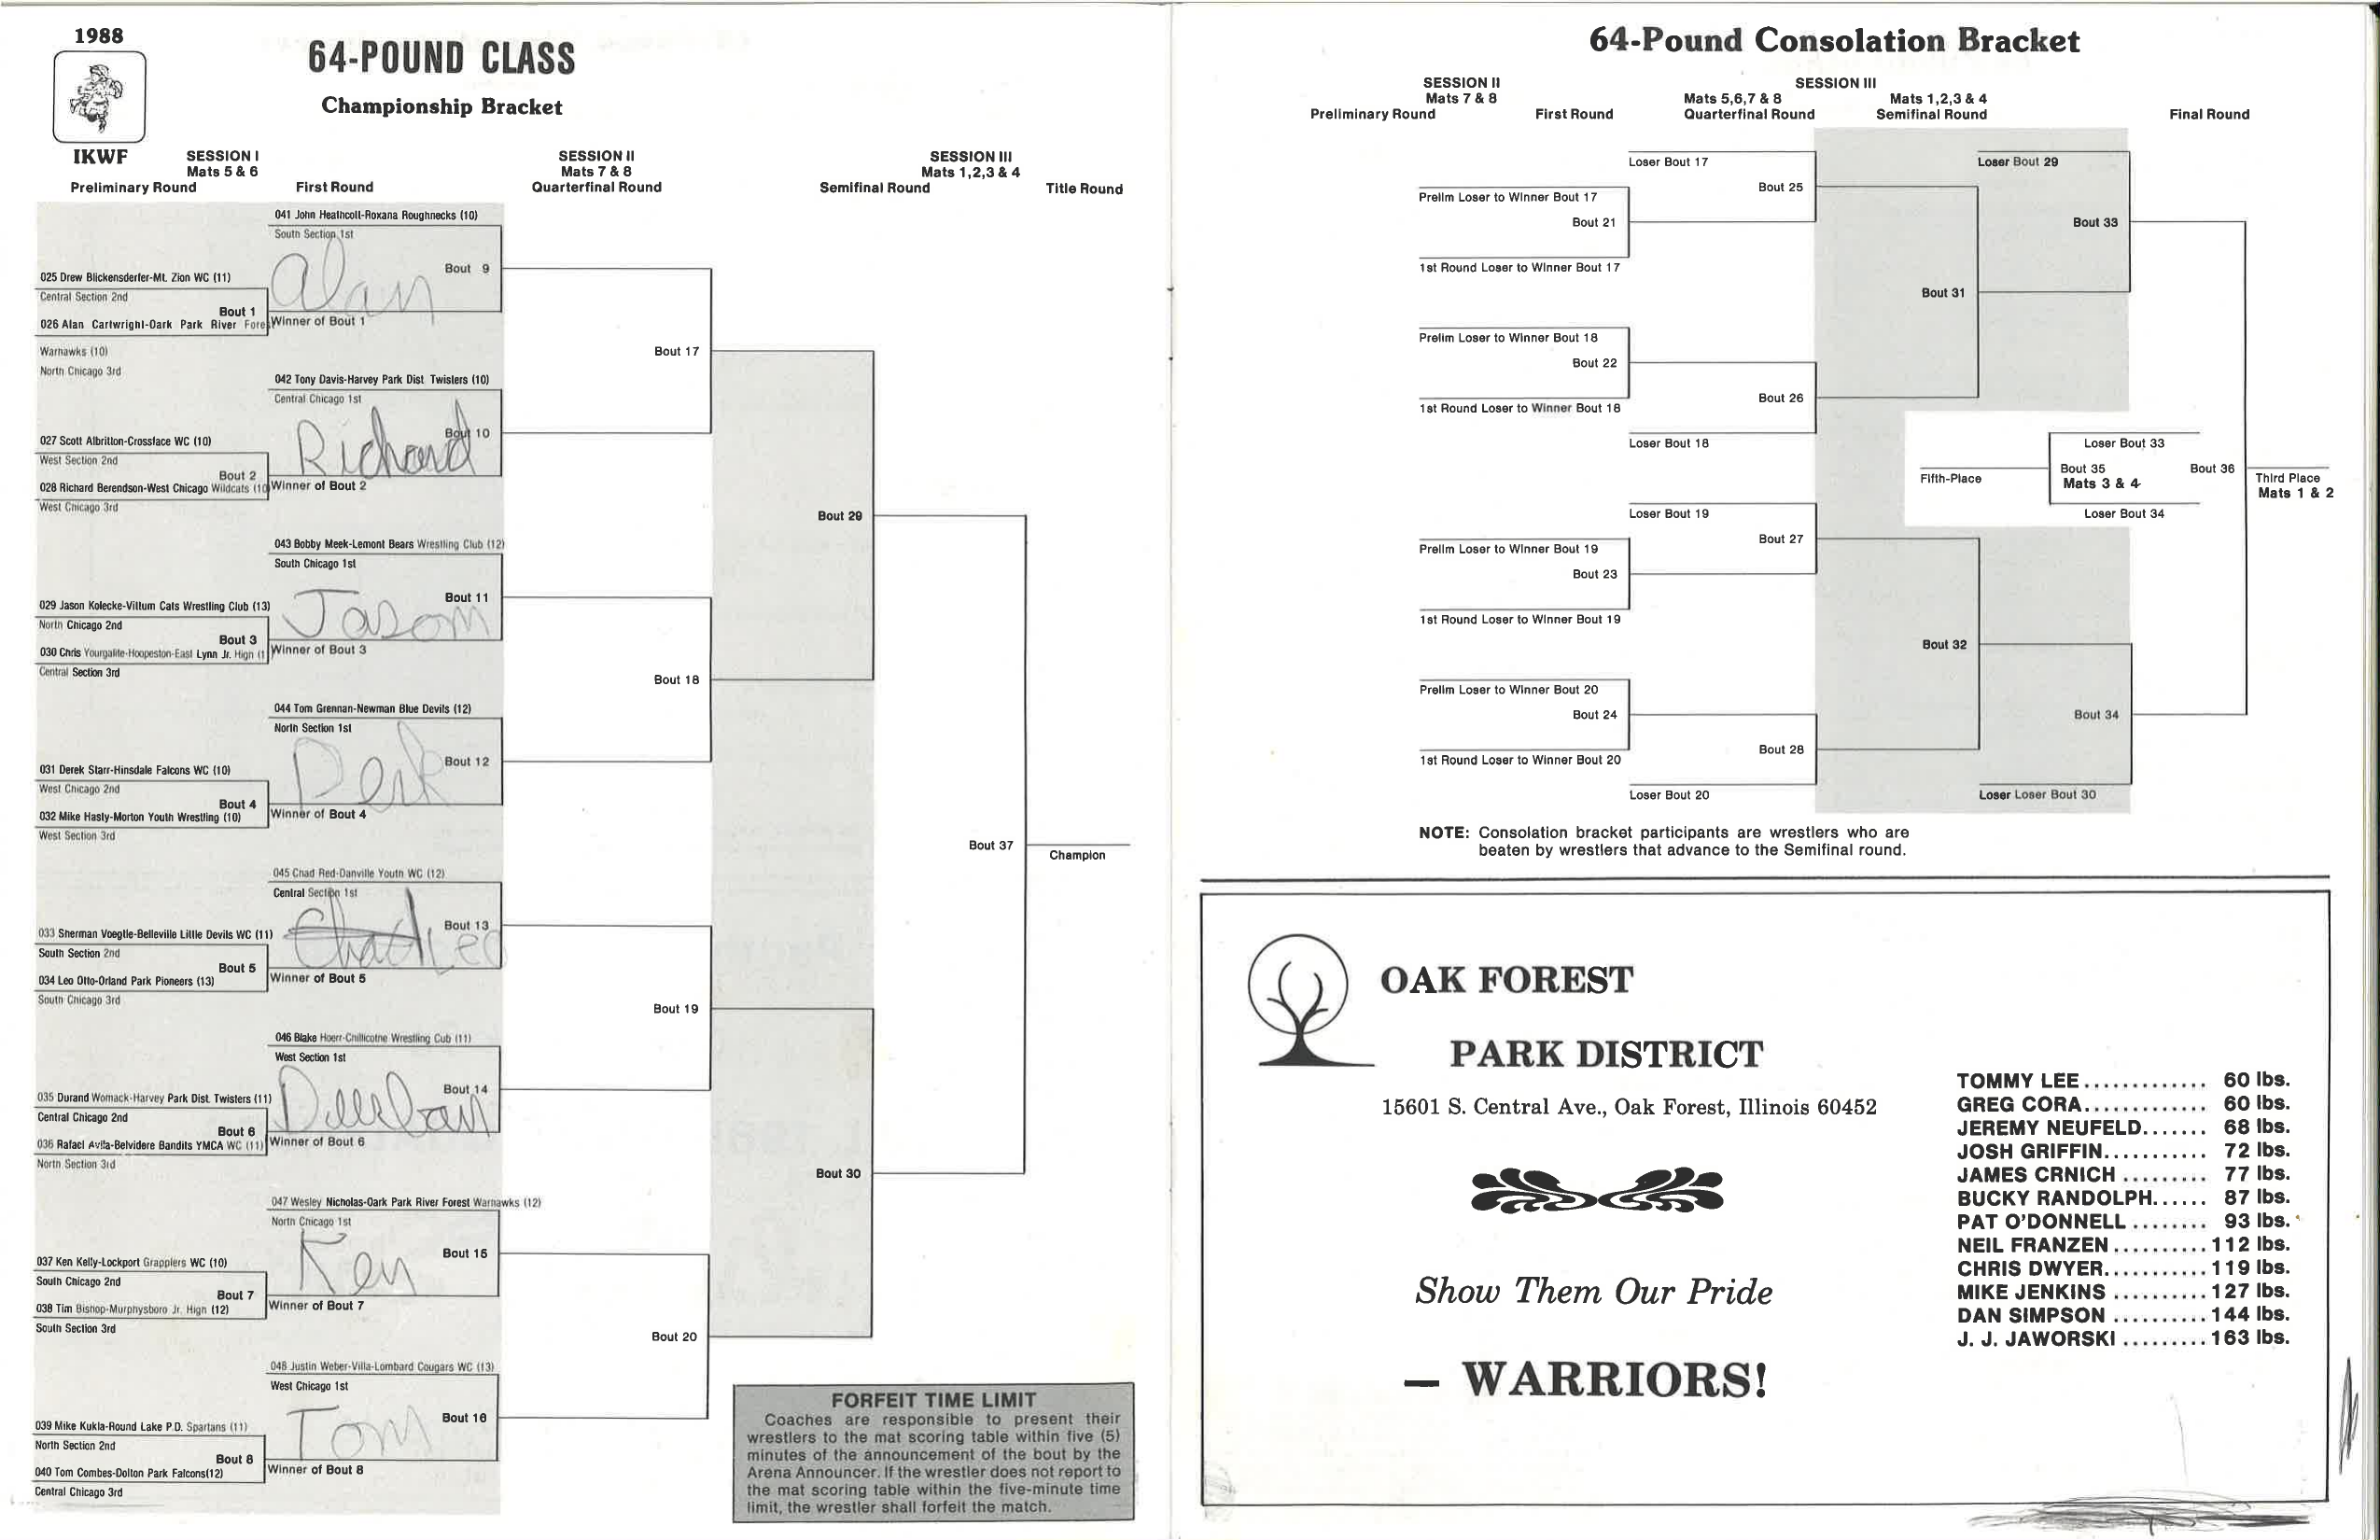 1988
IKWF
64-POUND CLASS
Championship Bracket
SESSION I
Mats 5 & 6
Preliminary Round
First Round
SESSION II
Mats 7 & 8
Quarterfinal Round
SESSION III
Mats 1,2,3 & 4
Semifinal Round
Title Round
041 John Heathcott-Roxana Roughnecks (10)
South Section 1st
Alan
Bout 9
025 Drew Blickensderfer-Mt. Zion WC (11)
Central Section 2nd
Bout 1
026 Alan Cartwright-Oark Park River Fore
Winner of Bout 1
Warhawks (10)
North Chicago 3rd
Bout 17
042 Tony Davis-Harvey Park Dist. Twisters (10)
Central Chicago 1st
Richard
Bout 10
027 Scott Albritton-Crossface WC (10)
West Section 2nd
Bout 2
028 Richard Berendson-West Chicago Wildcats (10
Winner of Bout 2
West Chicago 3rd
Bout 29
043 Bobby Meek-Lemont Bears Wrestling Club (12)
South Chicago 1st
Jason
Bout 11
029 Jason Kolecke-Villum Cats Wrestling Club (13)
North Chicago 2nd
Bout 3
030 Chris Yourgalite-Hoopeston-East Lynn Jr. High (1
Winner of Bout 3
Central Section 3rd
Bout 18
044 Tom Grennan-Newman Blue Devils (12)
North Section 1st
Bout 12
031 Derek Starr-Hinsdale Falcons WC (10)
West Chicago 2nd
Bout 4
032 Mike Hasty-Morton Youth Wrestling (10)
Winner of Bout 4
West Section 3rd
Bout 37
Champion
045 Chad Red-Danville Youth WC (12)
Central Section 1st
Chad Leo
Bout 13
033 Sherman Voegtle-Belleville Little Devils WC (11)
South Section 2nd
Bout 5
034 Leo Otto-Orland Park Pioneers (13)
Winner of Bout 5
South Chicago 3rd
Bout 19
046 Blake Hoerr-Chillicothe Wrestling Cub (11)
West Section 1st
Bout 14
035 Durand Womack-Harvey Park Dist. Twisters (11)
Central Chicago 2nd
Bout 6
036 Rafael Avila-Belvidere Bandits YMCA WC (11)
Winner of Bout 6
North Section 3rd
Bout 30
047 Wesley Nicholas-Oark Park River Forest Warhawks (12)
North Chicago 1st
Ken
Bout 15
037 Ken Kelly-Lockport Grapplers WC (10)
South Chicago 2nd
Bout 7
038 Tim Bishop-Murphysboro Jr. High (12)
Winner of Bout 7
South Section 3rd
Bout 20
048 Justin Weber-Villa-Lombard Cougars WC (13)
West Chicago 1st
Tom
Bout 16
039 Mike Kukla-Round Lake P.D. Spartans (11)
North Section 2nd
Bout 8
040 Tom Combes-Dolton Park Falcons(12)
Winner of Bout 8
Central Chicago 3rd
FORFEIT TIME LIMIT
Coaches are responsible to present their
wrestlers to the mat scoring table within five (5)
minutes of the announcement of the bout by the
Arena Announcer. If the wrestler does not report to
the mat scoring table within the five-minute time
limit, the wrestler shall forfeit the match.
64-Pound Consolation Bracket
SESSION II
Mats 7 & 8
Preliminary Round
First Round
SESSION III
Mats 5,6,7 & 8
Quarterfinal Round
Mats 1,2,3 & 4
Semifinal Round
Final Round
Loser Bout 17
Loser Bout 29
Bout 25
Prelim Loser to Winner Bout 17
Bout 21
Bout 33
1st Round Loser to Winner Bout 17
Bout 31
Prelim Loser to Winner Bout 18
Bout 22
Bout 26
1st Round Loser to Winner Bout 18
Loser Bout 18
Loser Bout 33
Fifth-Place
Bout 35
Mats 3 & 4
Bout 36
Third Place
Mats 1 & 2
Loser Bout 19
Loser Bout 34
Bout 27
Prelim Loser to Winner Bout 19
Bout 23
1st Round Loser to Winner Bout 19
Bout 32
Prelim Loser to Winner Bout 20
Bout 24
Bout 34
Bout 28
1st Round Loser to Winner Bout 20
Loser Bout 20
Loser Loser Bout 30
NOTE: Consolation bracket participants are wrestlers who are
beaten by wrestlers that advance to the Semifinal round.
OAK FOREST
PARK DISTRICT
15601 S. Central Ave., Oak Forest, Illinois 60452
Show Them Our Pride
— WARRIORS!
TOMMY LEE............. 60 lbs.
GREG CORA............. 60 lbs.
JEREMY NEUFELD....... 68 lbs.
JOSH GRIFFIN........... 72 lbs.
JAMES CRNICH ......... 77 lbs.
BUCKY RANDOLPH...... 87 lbs.
PAT O'DONNELL ........ 93 lbs.
NEIL FRANZEN .......... 112 lbs.
CHRIS DWYER........... 119 lbs.
MIKE JENKINS .......... 127 lbs.
DAN SIMPSON .......... 144 lbs.
J. J. JAWORSKI ......... 163 lbs.